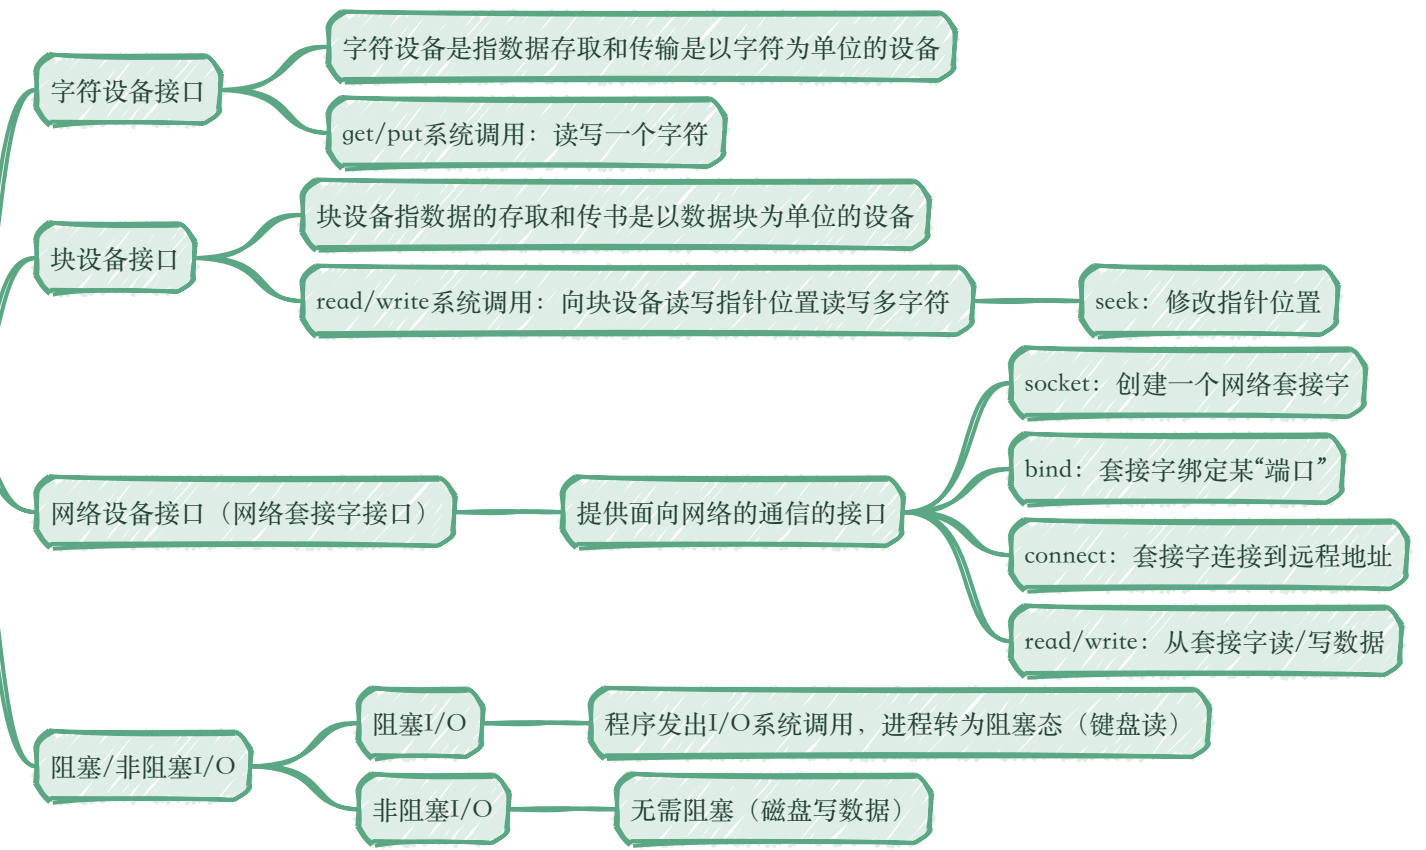 字符设备接口
字符设备是指数据存取和传输是以字符为单位的设备
get/put系统调用：读写一个字符
块设备接口
块设备指数据的存取和传书是以数据块为单位的设备
read/write系统调用：向块设备读写指针位置读写多字符
seek：修改指针位置
网络设备接口（网络套接字接口）
提供面向网络的通信的接口
socket：创建一个网络套接字
bind：套接字绑定某“端口”
connect：套接字连接到远程地址
read/write：从套接字读/写数据
阻塞/非阻塞I/O
阻塞I/O
程序发出I/O系统调用，进程转为阻塞态（键盘读）
非阻塞I/O
无需阻塞（磁盘写数据）